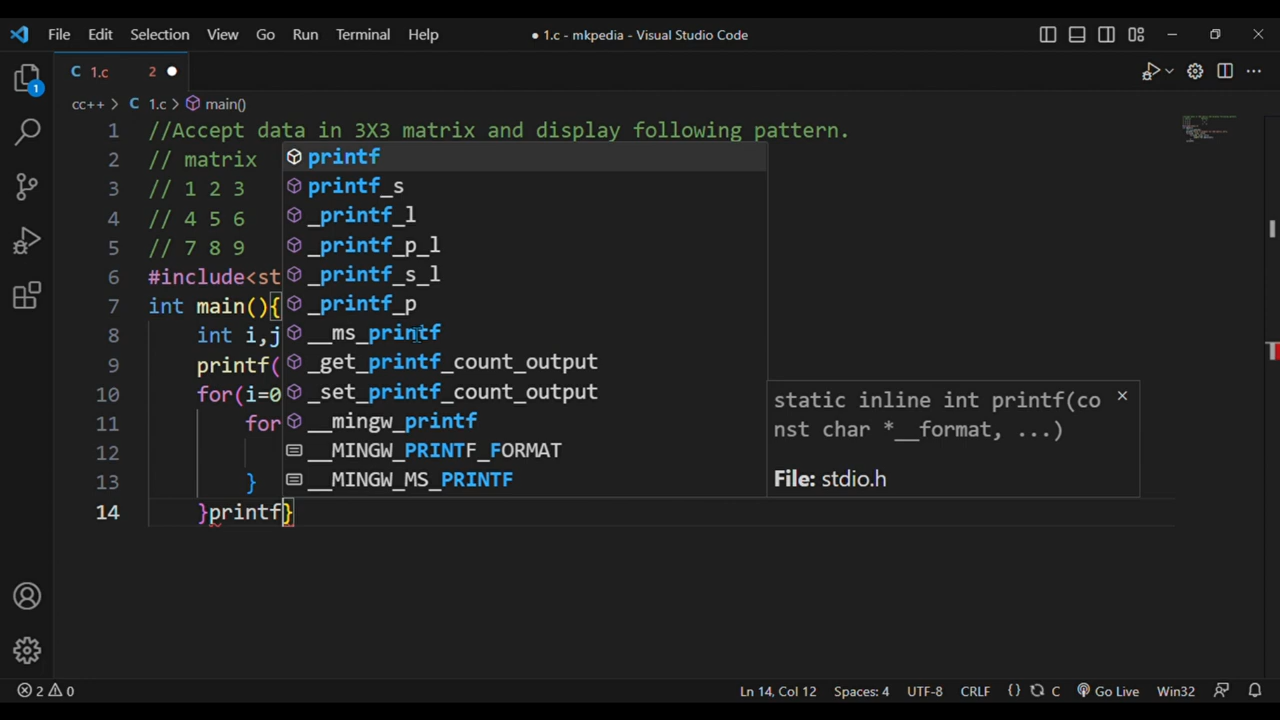 File Edit Selection View Go Run Terminal Help ● 1.c - mkpedia - Visual Studio Code
C 1.c 2 ●
cc++ > C 1.c > main()
1 //Accept data in 3X3 matrix and display following pattern.
2 // matrix
3 // 1 2 3
4 // 4 5 6
5 // 7 8 9
6 #include<st
7 int main(){
8 int i,j
9 printf(
10 for(i=0
11 for
12
13 }
14 }printf}
printf
printf_s
_printf_l
_printf_p_l
_printf_s_l
_printf_p
__ms_printf
_get_printf_count_output
_set_printf_count_output
__mingw_printf
__MINGW_PRINTF_FORMAT
__MINGW_MS_PRINTF
static inline int printf(co
nst char *__format, ...)
File: stdio.h
1
2 0 Ln 14, Col 12 Spaces: 4 UTF-8 CRLF {} C Go Live Win32